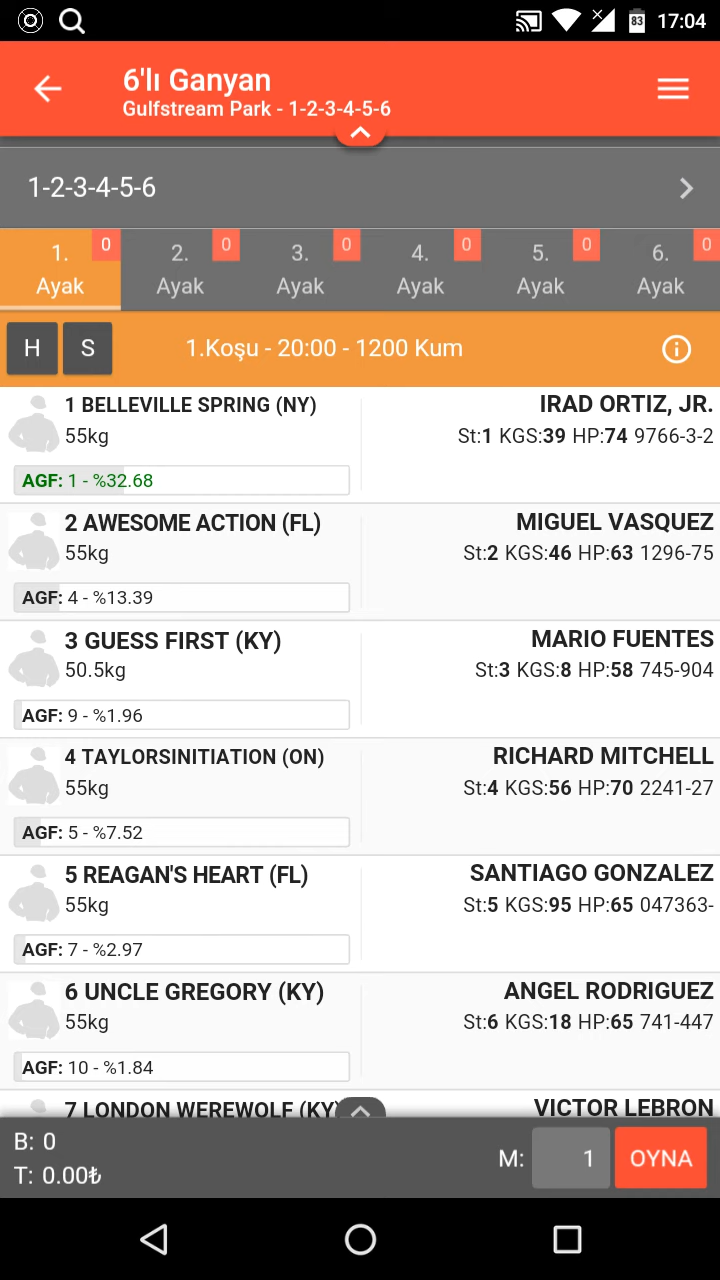 83 17:04
6'lı Ganyan
Gulfstream Park - 1-2-3-4-5-6
1-2-3-4-5-6
1. Ayak 0
2. Ayak 0
3. Ayak 0
4. Ayak 0
5. Ayak 0
6. Ayak 0
H S 1.Koşu - 20:00 - 1200 Kum
1 BELLEVILLE SPRING (NY) IRAD ORTIZ, JR.
55kg St:1 KGS:39 HP:74 9766-3-2
AGF: 1 - %32.68
2 AWESOME ACTION (FL) MIGUEL VASQUEZ
55kg St:2 KGS:46 HP:63 1296-75
AGF: 4 - %13.39
3 GUESS FIRST (KY) MARIO FUENTES
50.5kg St:3 KGS:8 HP:58 745-904
AGF: 9 - %1.96
4 TAYLORSINITIATION (ON) RICHARD MITCHELL
55kg St:4 KGS:56 HP:70 2241-27
AGF: 5 - %7.52
5 REAGAN'S HEART (FL) SANTIAGO GONZALEZ
55kg St:5 KGS:95 HP:65 047363-
AGF: 7 - %2.97
6 UNCLE GREGORY (KY) ANGEL RODRIGUEZ
55kg St:6 KGS:18 HP:65 741-447
AGF: 10 - %1.84
7 LONDON WEREWOLF (KY) VICTOR LEBRON
B: 0
T: 0.00₺
M: 1 OYNA